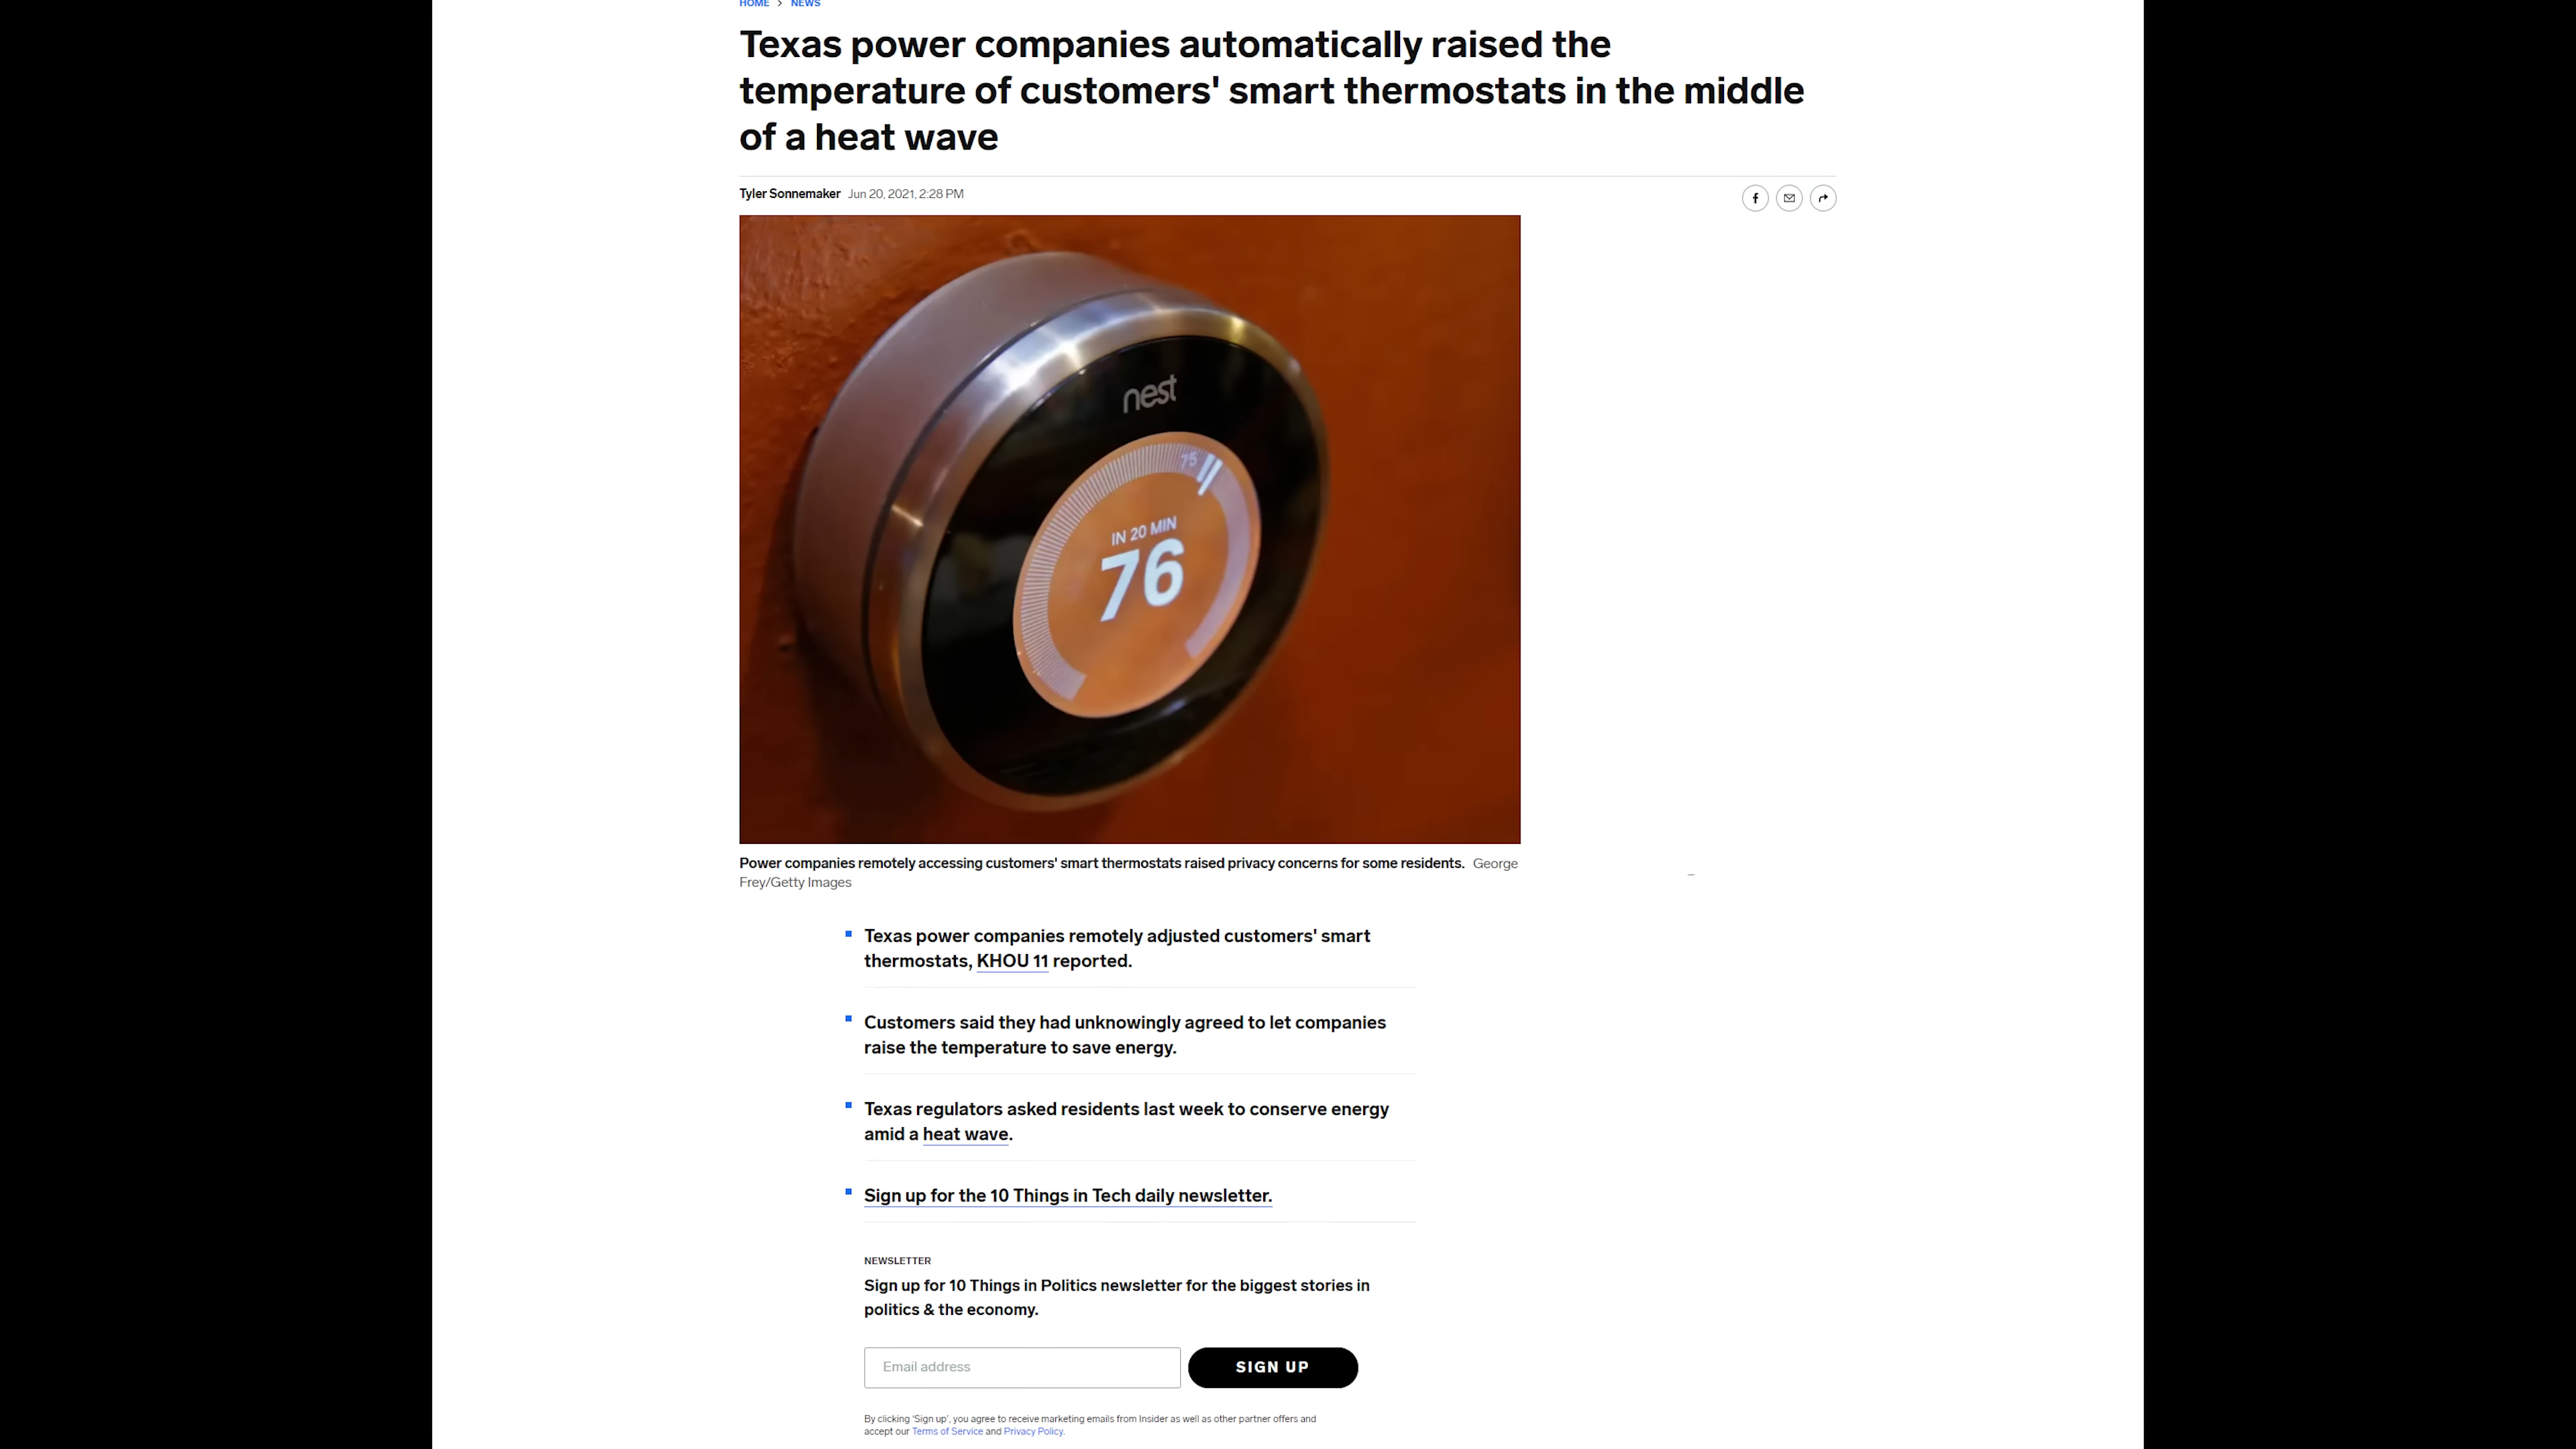 HOME > NEWS
Texas power companies automatically raised the
temperature of customers' smart thermostats in the middle
of a heat wave
Tyler Sonnemaker Jun 20, 2021, 2:28 PM
nest
75
IN 20 MIN
76
Power companies remotely accessing customers' smart thermostats raised privacy concerns for some residents. George
Frey/Getty Images
Texas power companies remotely adjusted customers' smart
thermostats, KHOU 11 reported.
Customers said they had unknowingly agreed to let companies
raise the temperature to save energy.
Texas regulators asked residents last week to conserve energy
amid a heat wave.
Sign up for the 10 Things in Tech daily newsletter.
NEWSLETTER
Sign up for 10 Things in Politics newsletter for the biggest stories in
politics & the economy.
Email address
SIGN UP
By clicking 'Sign up', you agree to receive marketing emails from Insider as well as other partner offers and
accept our Terms of Service and Privacy Policy.